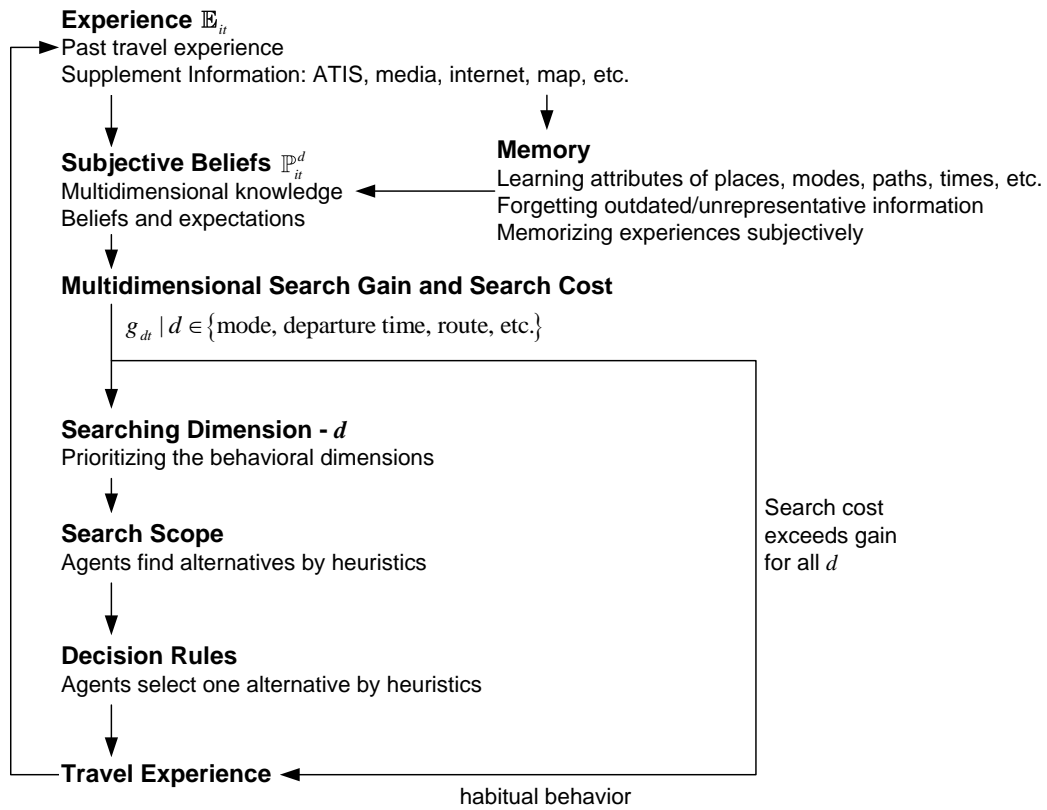 Experience 𝔼_it
Past travel experience
Supplement Information: ATIS, media, internet, map, etc.
Subjective Beliefs ℙ^d_it
Multidimensional knowledge
Beliefs and expectations
Memory
Learning attributes of places, modes, paths, times, etc.
Forgetting outdated/unrepresentative information
Memorizing experiences subjectively
Multidimensional Search Gain and Search Cost
g_dt | d ∈ {mode, departure time, route, etc.}
Searching Dimension - d
Prioritizing the behavioral dimensions
Search Scope
Agents find alternatives by heuristics
Search cost
exceeds gain
for all d
Decision Rules
Agents select one alternative by heuristics
Travel Experience
habitual behavior